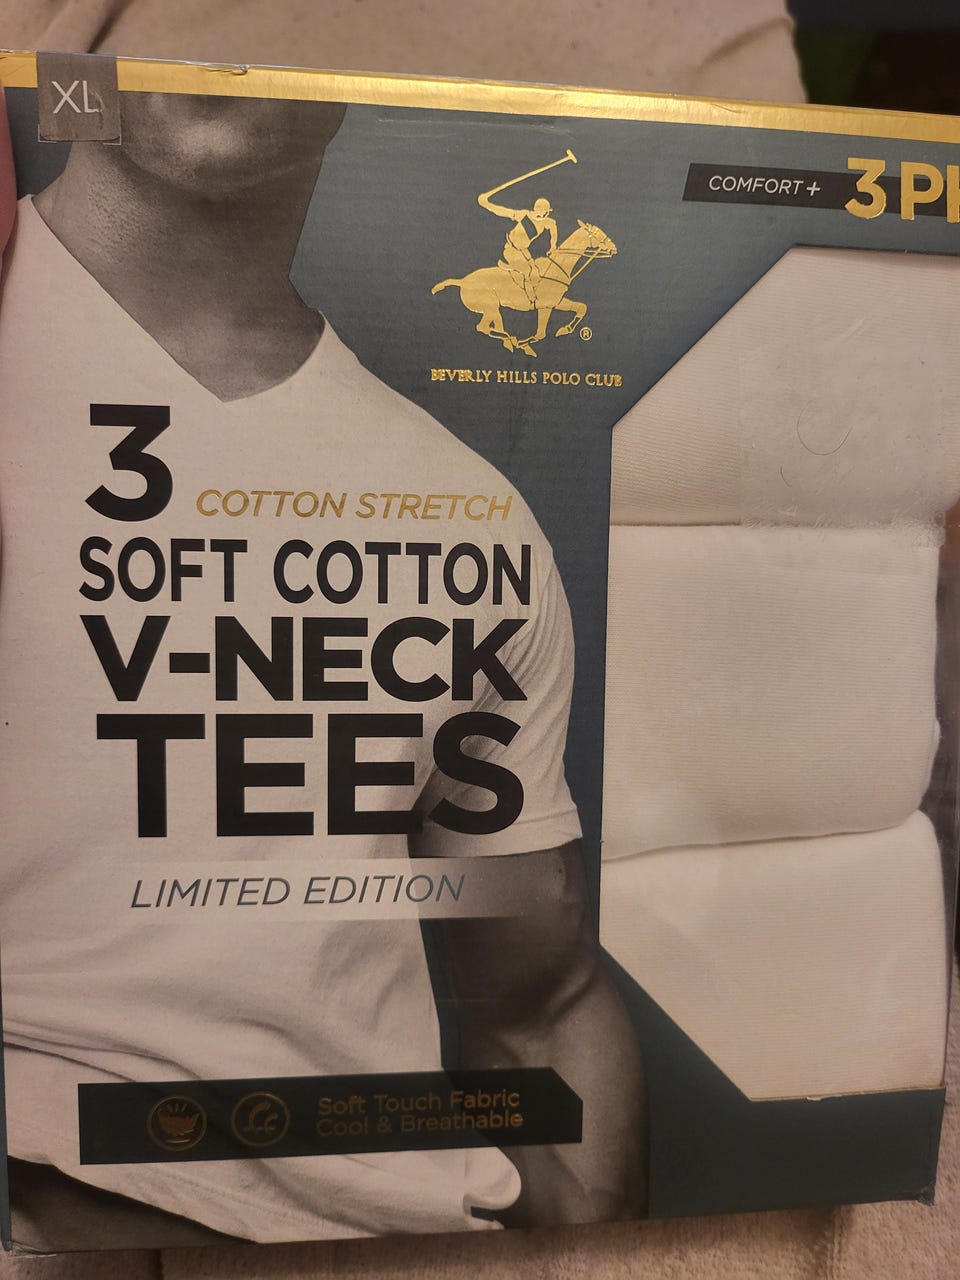 XL
COMFORT+ 3 P
®
BEVERLY HILLS POLO CLUB
3 COTTON STRETCH
SOFT COTTON
V-NECK
TEES
LIMITED EDITION
Soft Touch Fabric
Cool & Breathable